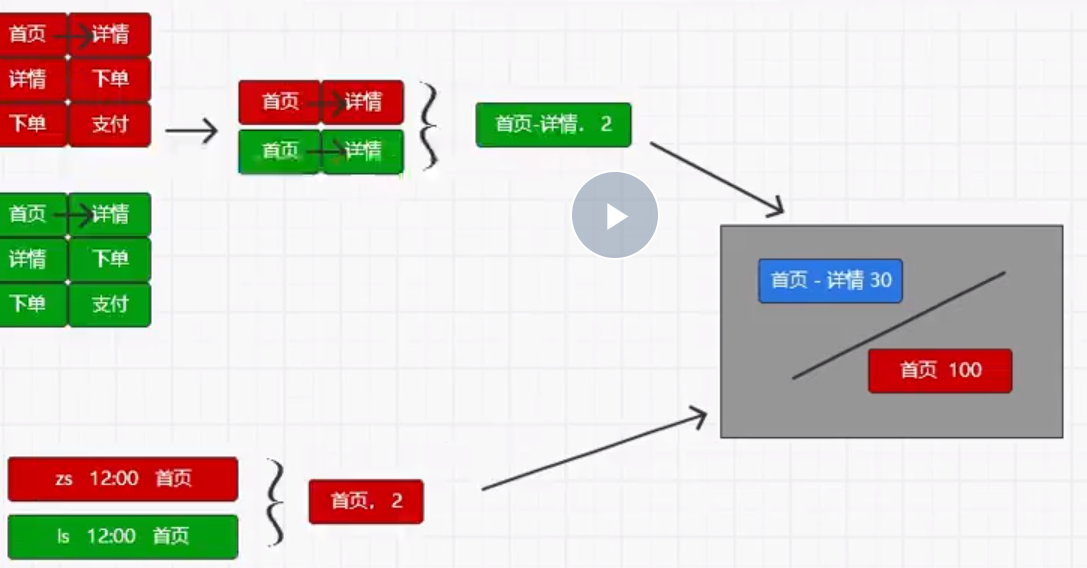 首页 详情
详情 下单
下单 支付
首页 详情
首页 详情
首页-详情. 2
首页 详情
详情 下单
下单 支付
首页 - 详情 30
首页 100
zs 12:00 首页
ls 12:00 首页
首页, 2